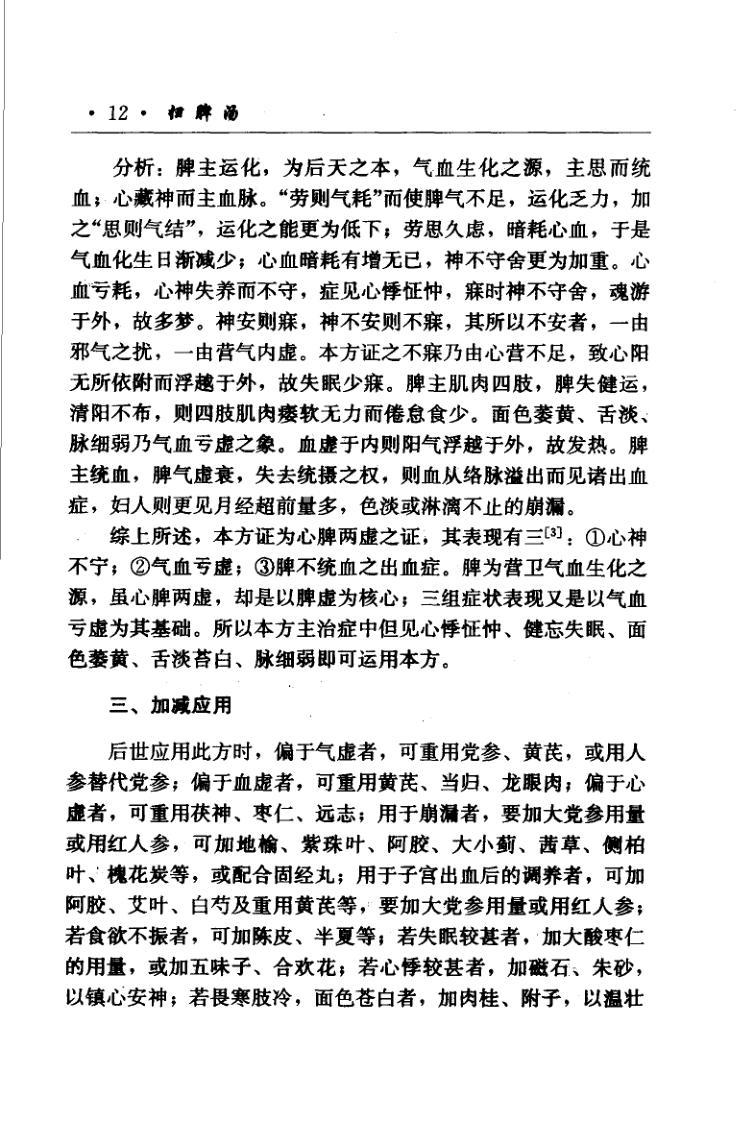 ·12· 归脾汤
分析：脾主运化，为后天之本，气血生化之源，主思而统
血；心藏神而主血脉。“劳则气耗”而使脾气不足，运化乏力，加
之“思则气结”，运化之能更为低下；劳思久虑，暗耗心血，于是
气血化生日渐减少；心血暗耗有增无已，神不守舍更为加重。心
血亏耗，心神失养而不守，症见心悸怔忡，寐时神不守舍，魂游
于外，故多梦。神安则寐，神不安则不寐，其所以不安者，一由
邪气之扰，一由营气内虚。本方证之不寐乃由心营不足，致心阳
无所依附而浮越于外，故失眠少寐。脾主肌肉四肢，脾失健运，
清阳不布，则四肢肌肉痿软无力而倦怠食少。面色萎黄、舌淡、
脉细弱乃气血亏虚之象。血虚于内则阳气浮越于外，故发热。脾
主统血，脾气虚衰，失去统摄之权，则血从络脉溢出而见诸出血
症，妇人则更见月经超前量多，色淡或淋漓不止的崩漏。
综上所述，本方证为心脾两虚之证，其表现有三[3]：①心神
不宁；②气血亏虚；③脾不统血之出血症。脾为营卫气血生化之
源，虽心脾两虚，却是以脾虚为核心；三组症状表现又是以气血
亏虚为其基础。所以本方主治症中但见心悸怔忡、健忘失眠、面
色萎黄、舌淡苔白、脉细弱即可运用本方。
三、加减应用
后世应用此方时，偏于气虚者，可重用党参、黄芪，或用人
参替代党参；偏于血虚者，可重用黄芪、当归、龙眼肉；偏于心
虚者，可重用茯神、枣仁、远志；用于崩漏者，要加大党参用量
或用红人参，可加地榆、紫珠叶、阿胶、大小蓟、茜草、侧柏
叶、槐花炭等，或配合固经丸；用于子宫出血后的调养者，可加
阿胶、艾叶、白芍及重用黄芪等，要加大党参用量或用红人参；
若食欲不振者，可加陈皮、半夏等；若失眠较甚者，加大酸枣仁
的用量，或加五味子、合欢花；若心悸较甚者，加磁石、朱砂，
以镇心安神；若畏寒肢冷，面色苍白者，加肉桂、附子，以温壮